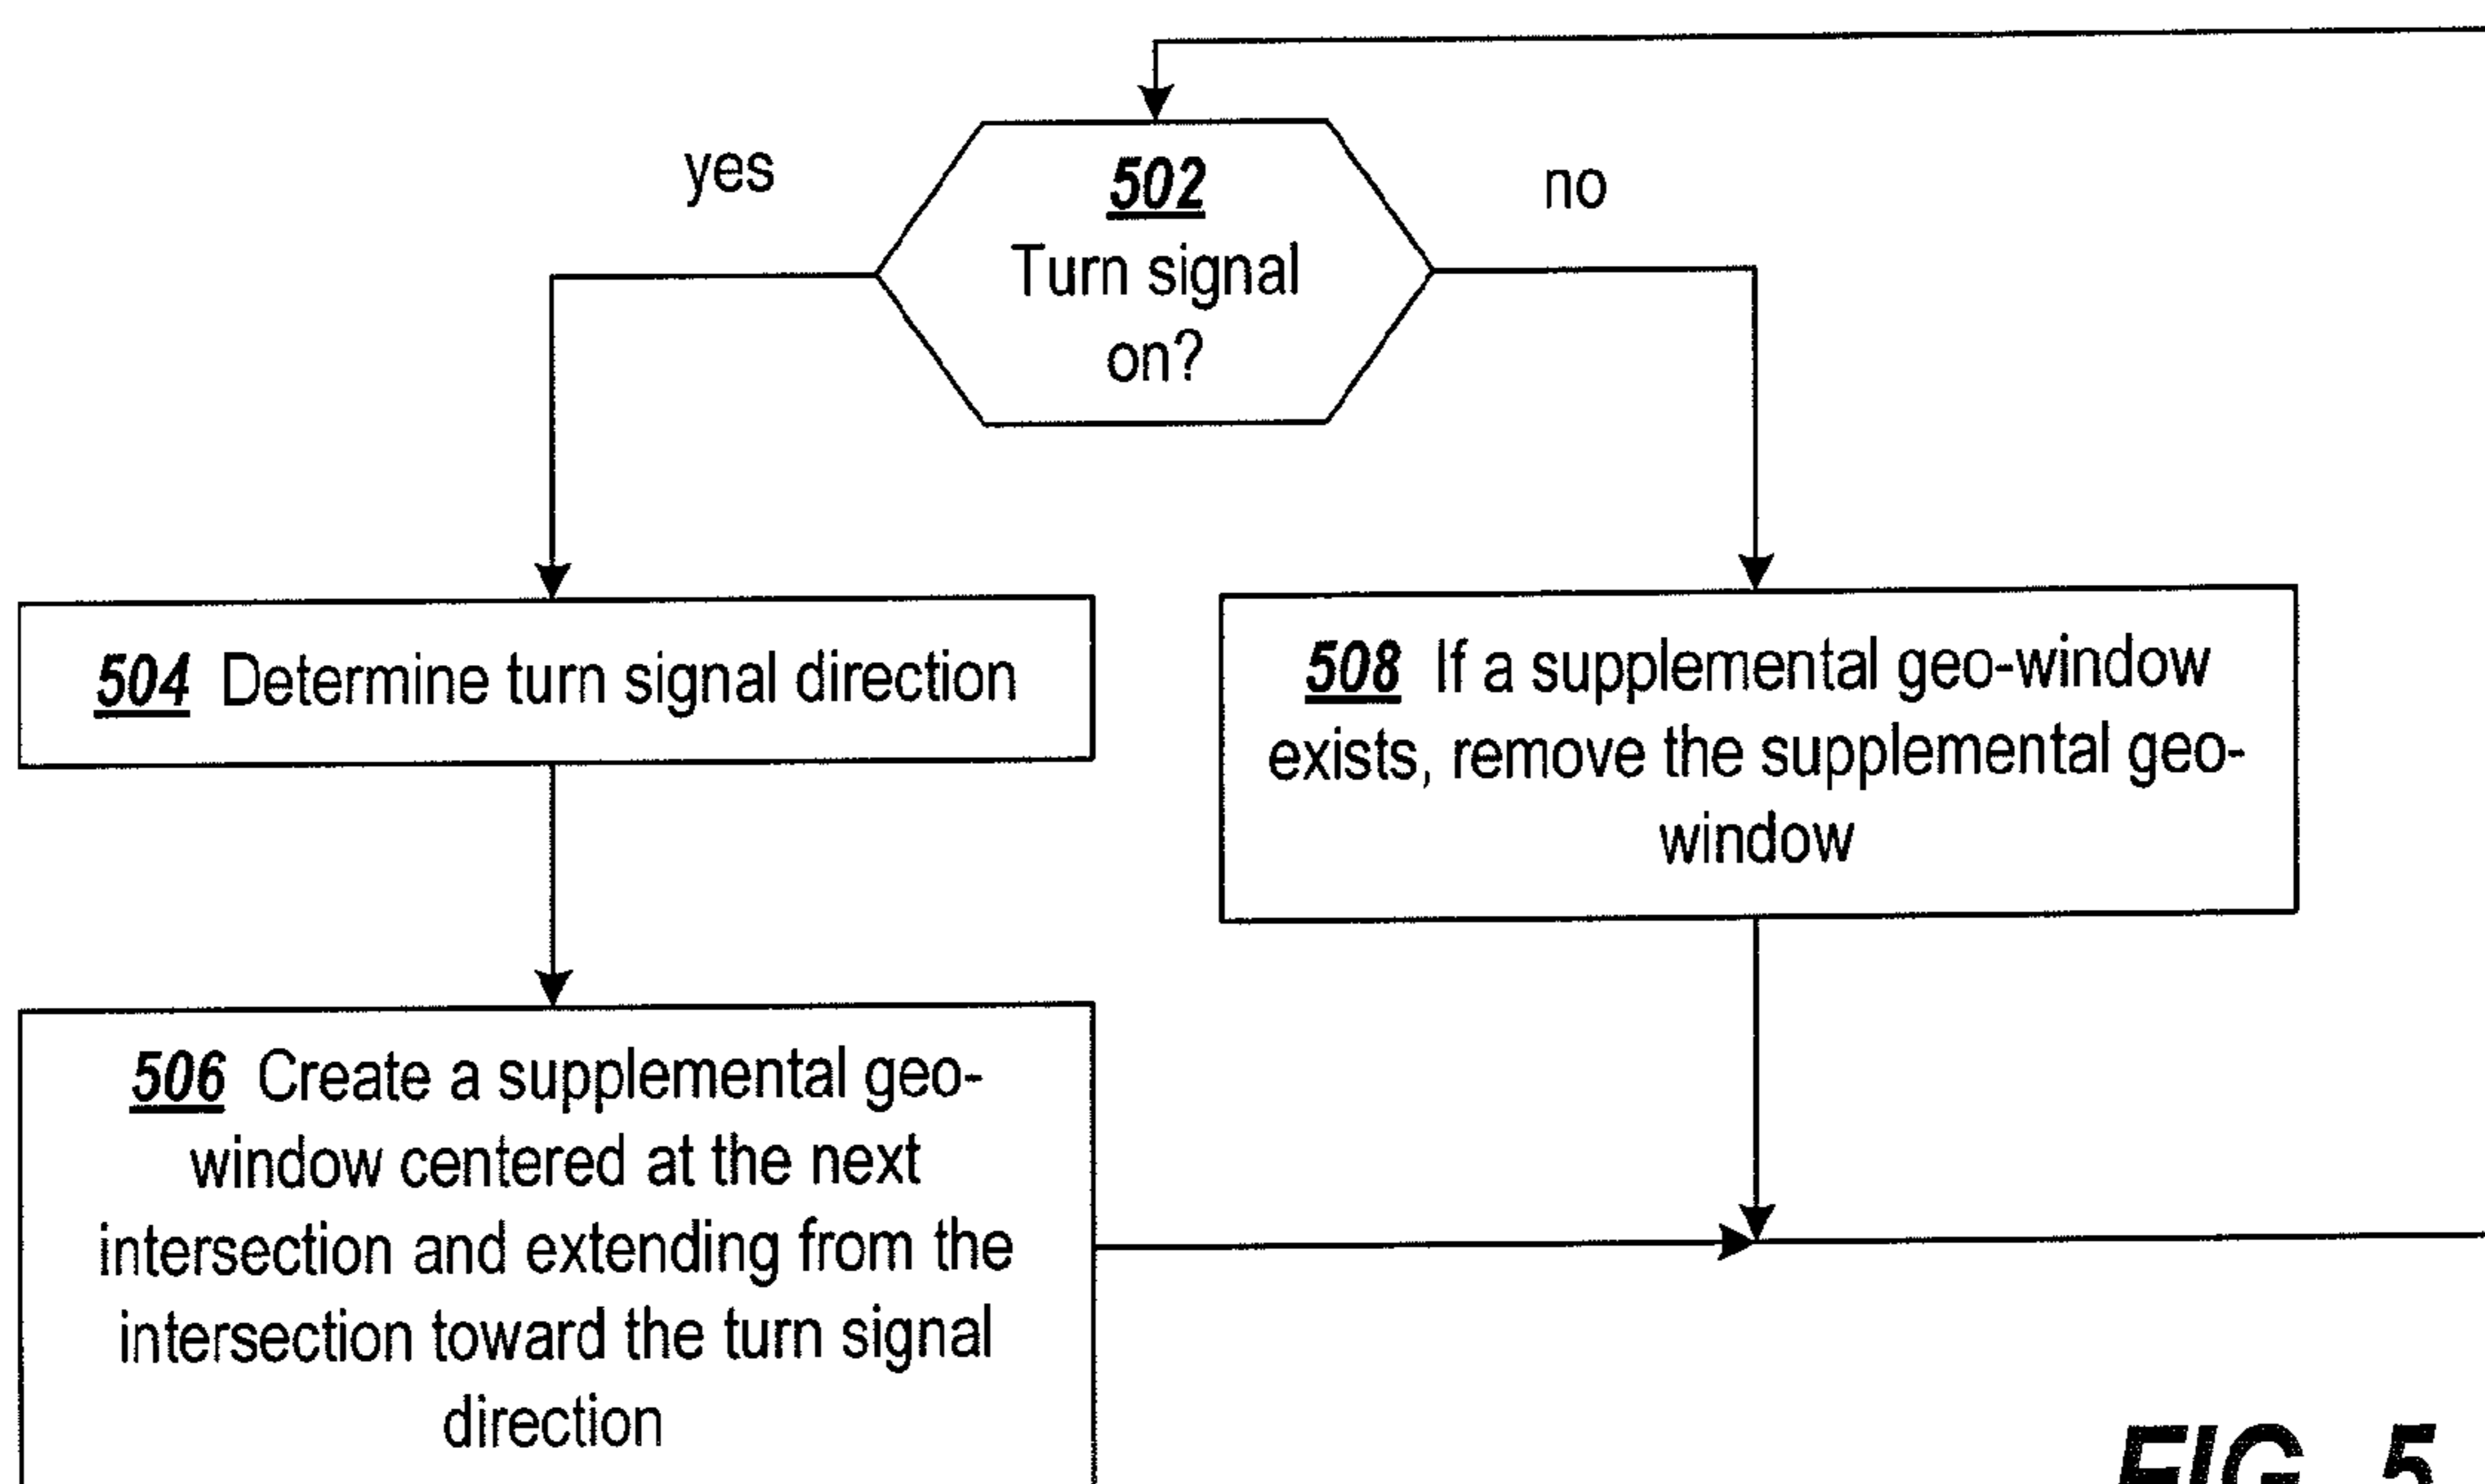 yes
502
Turn signal
on?
no
504 Determine turn signal direction
508 If a supplemental geo-window
exists, remove the supplemental geo-
window
506 Create a supplemental geo-
window centered at the next
intersection and extending from the
intersection toward the turn signal
direction
FIG. 5